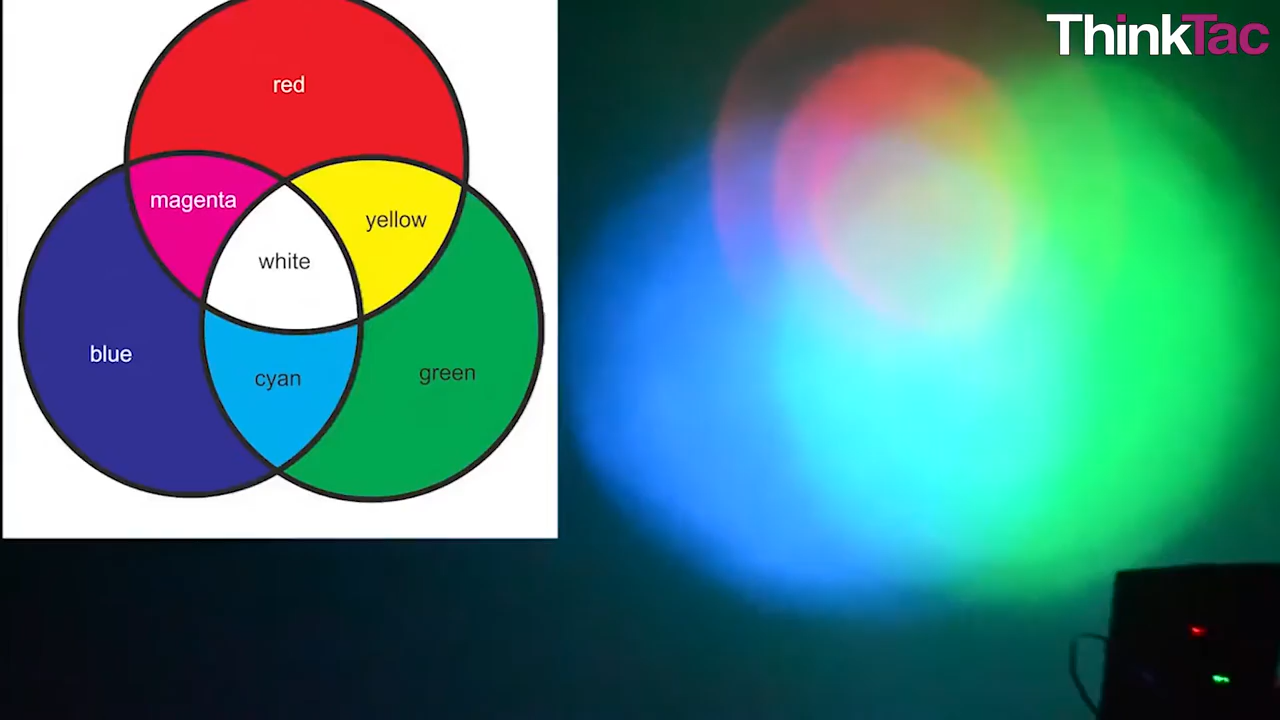 ThinkTac
red
magenta
yellow
white
blue
cyan
green